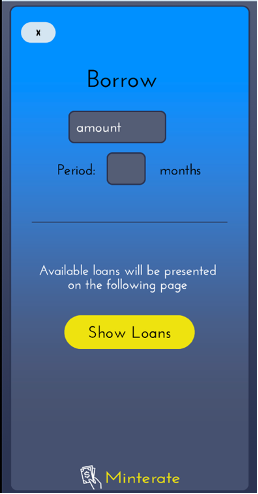 x
Borrow
amount
Period: months
Available loans will be presented
on the following page
Show Loans
Minterate